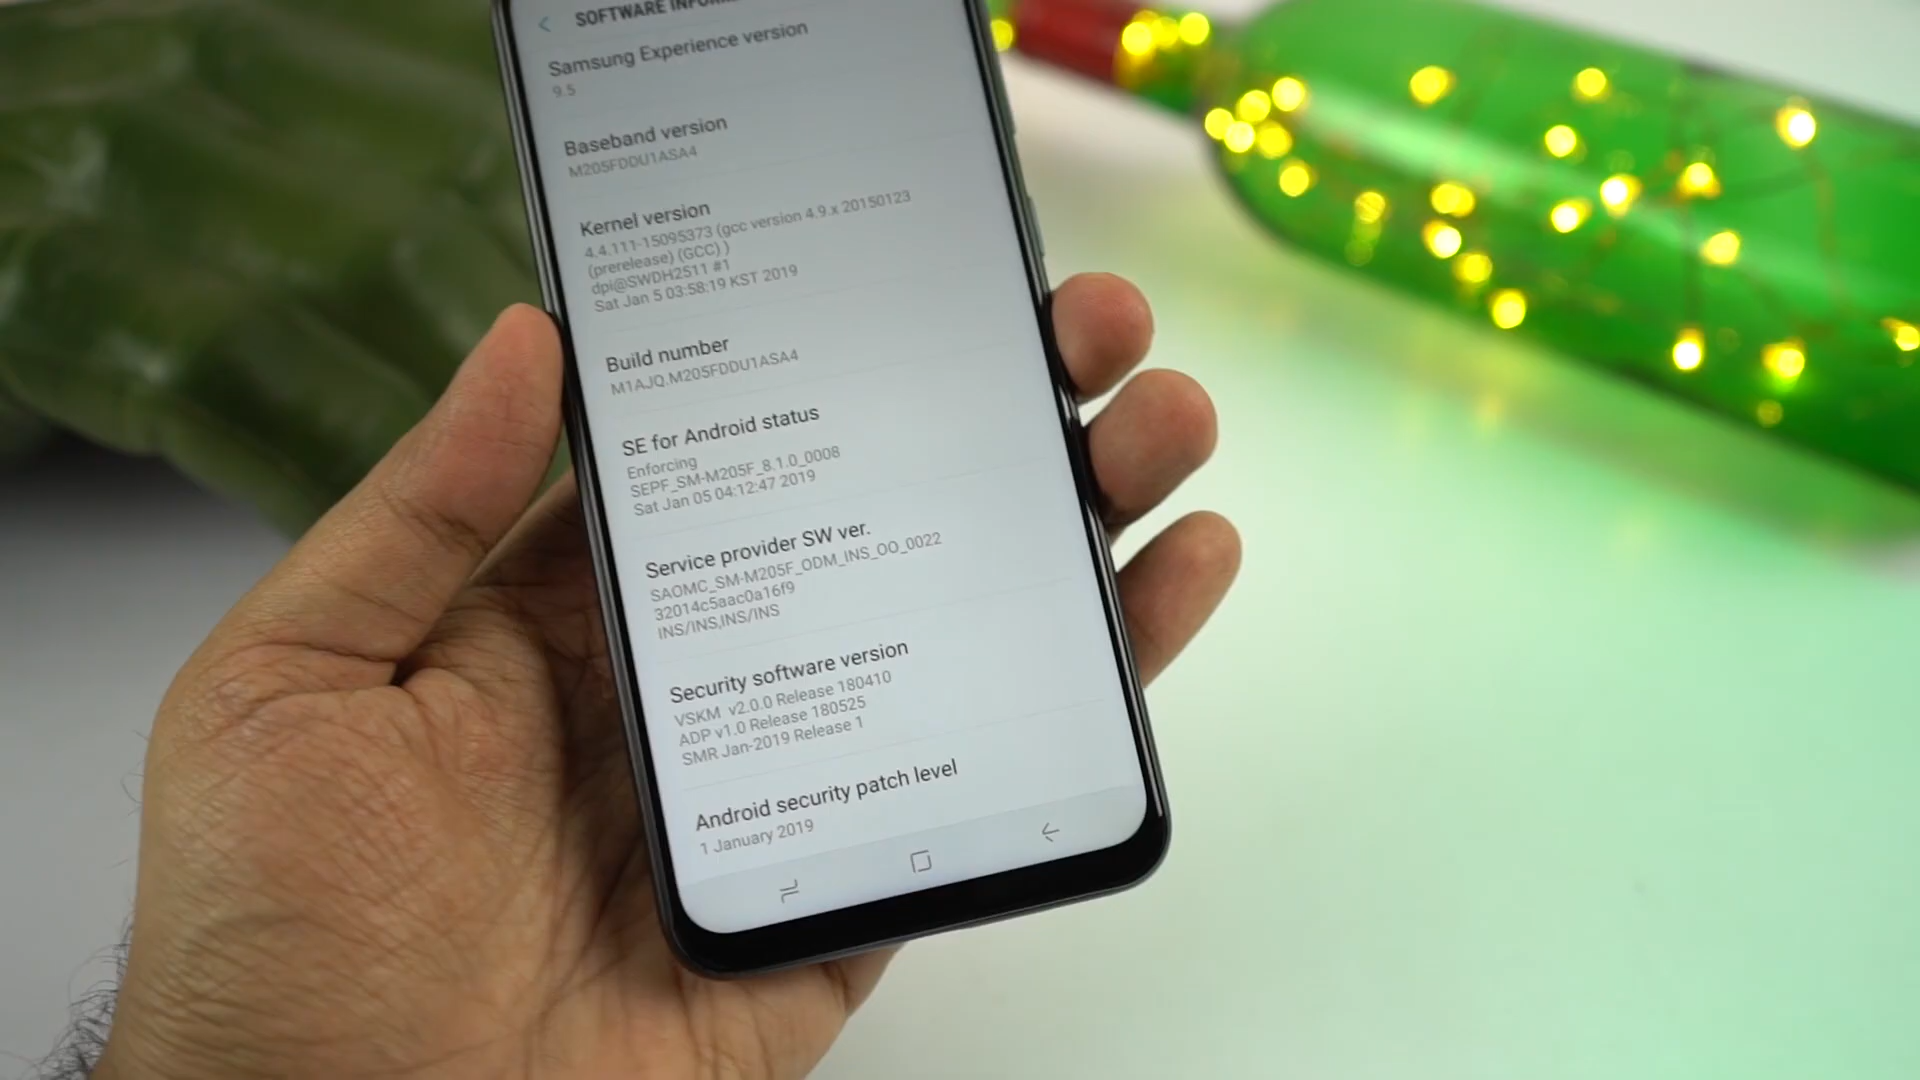 SOFTWARE
Samsung Experience version
9.5
Baseband version
M205FDDU1ASA4
Kernel version
4.4.111-15095373 (gcc version 4.9.x 20150123
(prerelease) (GCC) )
dpi@SWDH2511 #1
Sat Jan 5 03:58:19 KST 2019
Build number
M1AJQ.M205FDDU1ASA4
SE for Android status
Enforcing
SEPF_SM-M205F_8.1.0_0008
Sat Jan 05 04:12:47 2019
Service provider SW ver.
SAOMC_SM-M205F_ODM_INS_OO_0022
32014c5aac0a16f9
INS/INS,INS/INS
Security software version
VSKM v2.0.0 Release 180410
ADP v1.0 Release 180525
SMR Jan-2019 Release 1
Android security patch level
1 January 2019